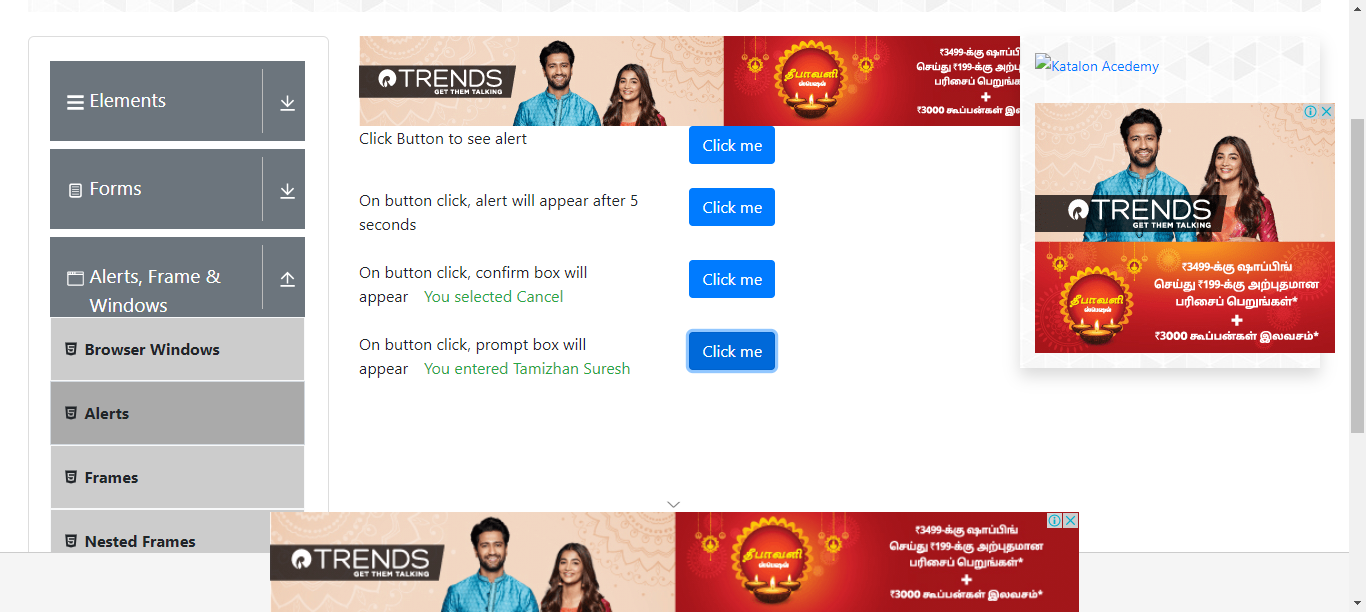 Elements
Forms
Alerts, Frame &
Windows
Browser Windows
Alerts
Frames
Nested Frames
TRENDS
GET THEM TALKING
தீபாவளி
ஸ்பெஷல்
₹3499-க்கு ஷாப்
செய்து ₹199-க்கு அற்பு
பரிசைப் பெறுங்க
+
₹3000 கூப்பன்கள் இல
Click Button to see alert
Click me
On button click, alert will appear after 5
seconds
Click me
On button click, confirm box will
appear You selected Cancel
Click me
On button click, prompt box will
appear You entered Tamizhan Suresh
Click me
Katalon Acedemy
TRENDS
GET THEM TALKING
தீபாவளி
ஸ்பெஷல்
₹3499-க்கு ஷாப்பிங்
செய்து ₹199-க்கு அற்புதமான
பரிசைப் பெறுங்கள்*
+
₹3000 கூப்பன்கள் இலவசம்*
TRENDS
GET THEM TALKING
தீபாவளி
ஸ்பெஷல்
₹3499-க்கு ஷாப்பிங்
செய்து ₹199-க்கு அற்புதமான
பரிசைப் பெறுங்கள்*
+
₹3000 கூப்பன்கள் இலவசம்*